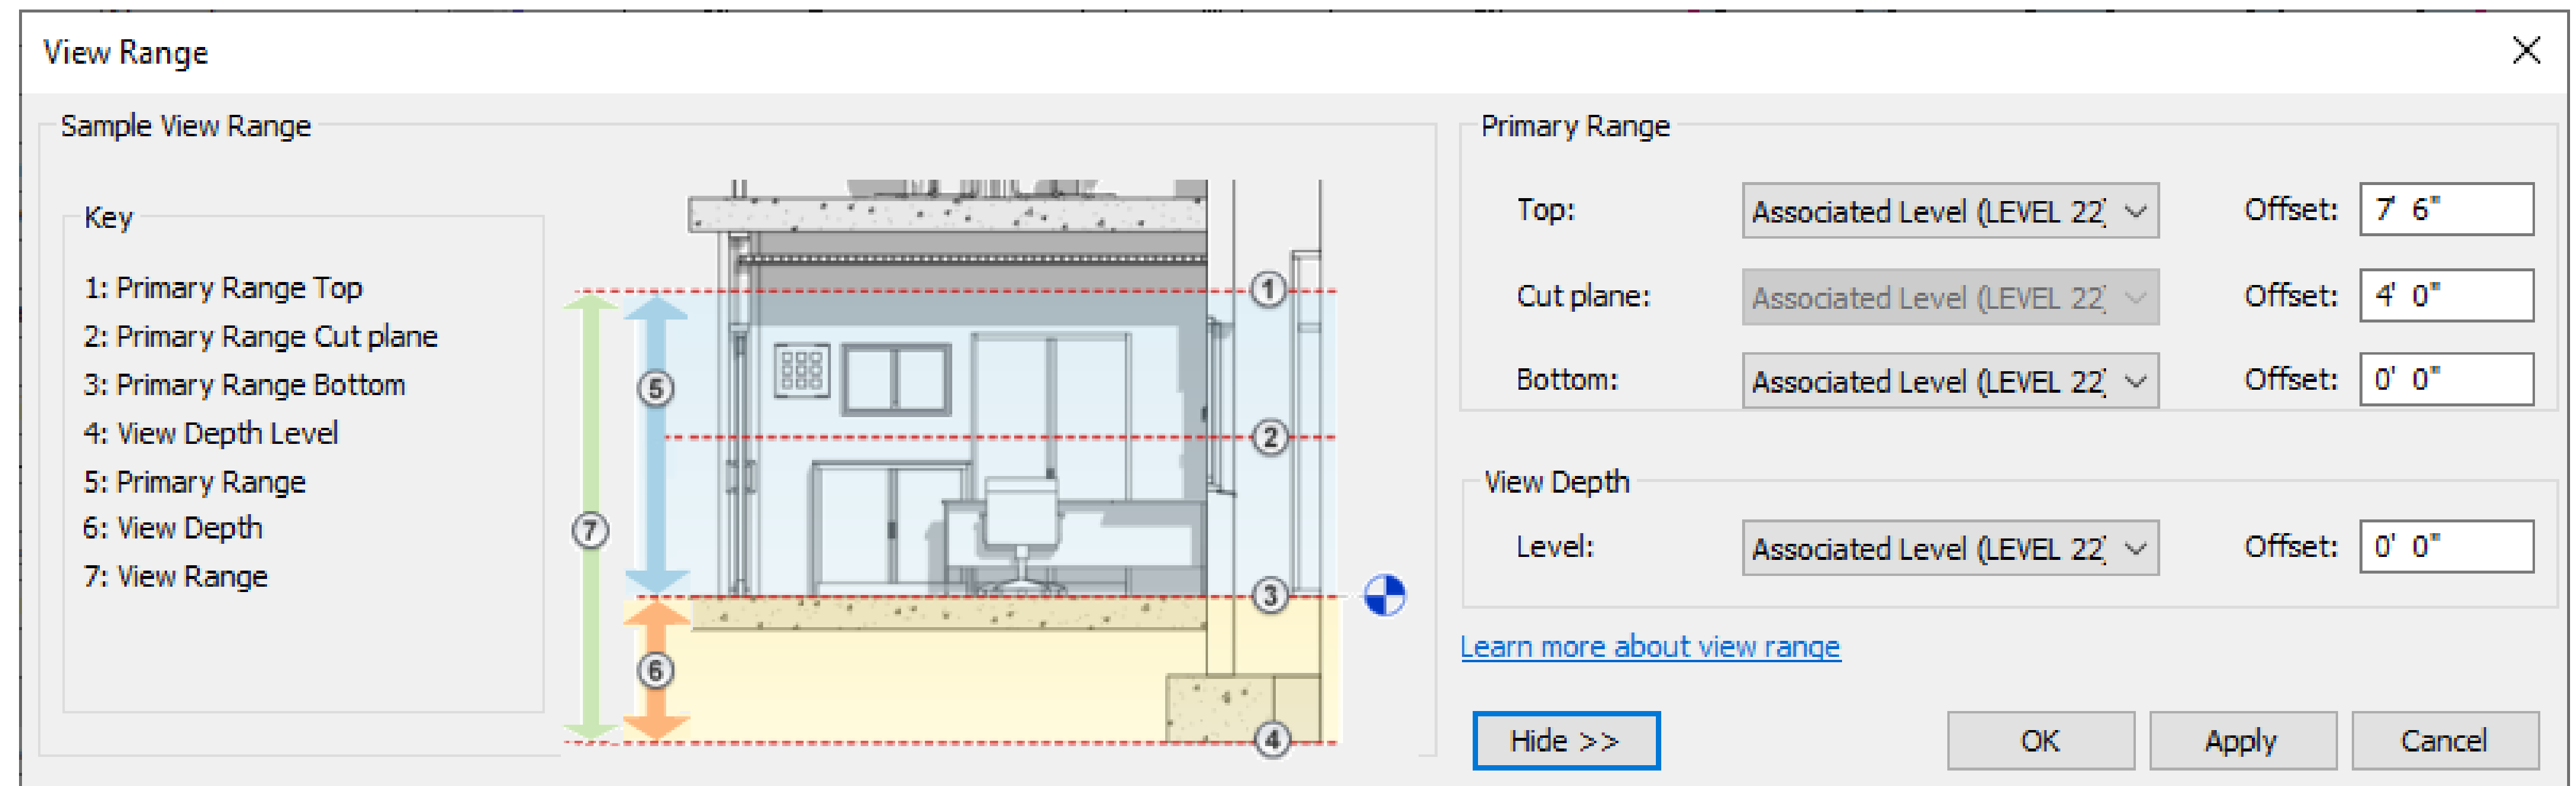 View Range
Sample View Range
Key
1: Primary Range Top
2: Primary Range Cut plane
3: Primary Range Bottom
4: View Depth Level
5: Primary Range
6: View Depth
7: View Range
1
2
3
4
5
6
7
Primary Range
Top: Associated Level (LEVEL 22) Offset: 7' 6"
Cut plane: Associated Level (LEVEL 22) Offset: 4' 0"
Bottom: Associated Level (LEVEL 22) Offset: 0' 0"
View Depth
Level: Associated Level (LEVEL 22) Offset: 0' 0"
Learn more about view range
Hide >> OK Apply Cancel